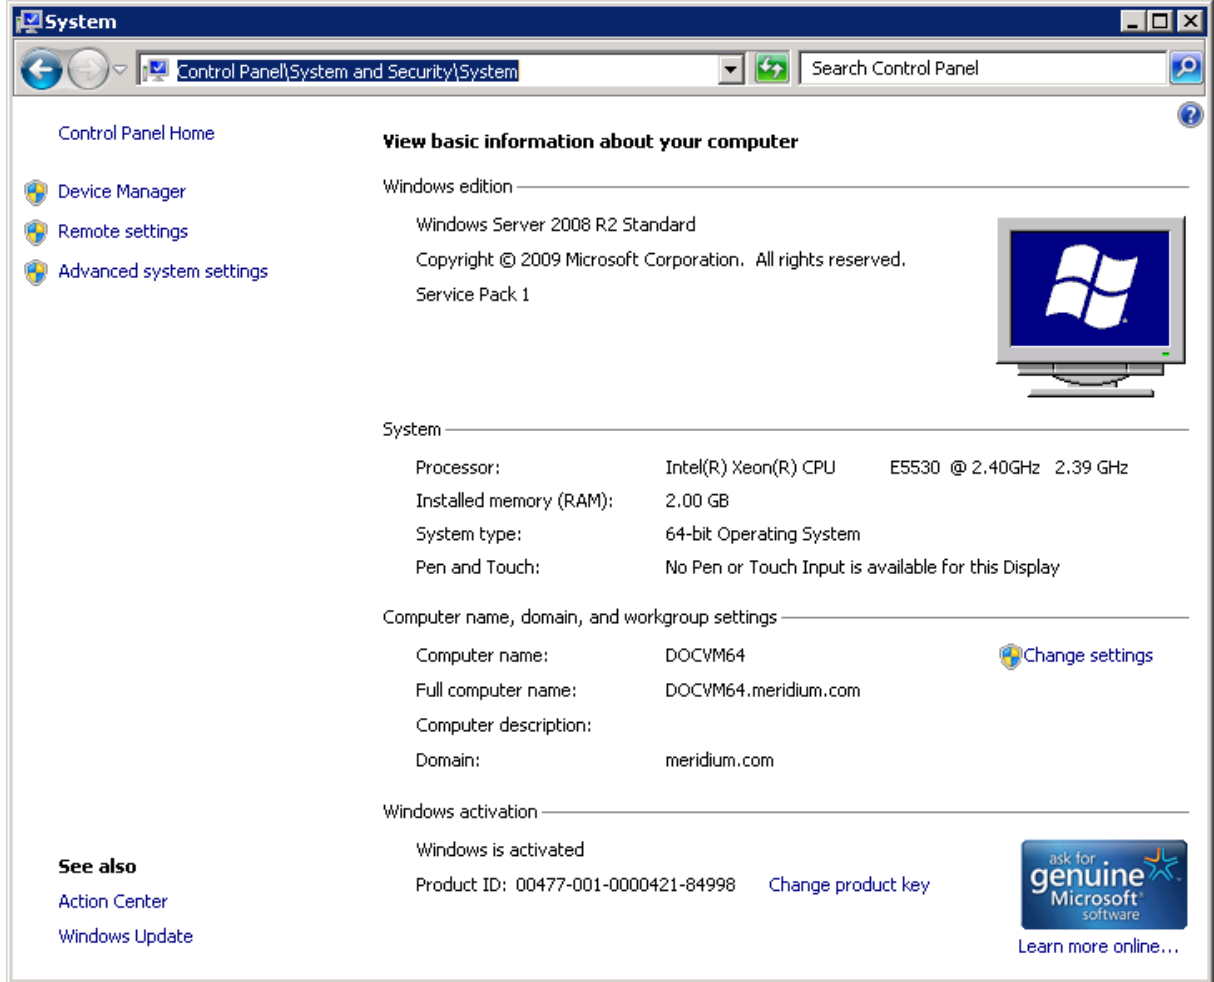 System
Control Panel\System and Security\System
Search Control Panel
Control Panel Home
Device Manager
Remote settings
Advanced system settings
View basic information about your computer
Windows edition
Windows Server 2008 R2 Standard
Copyright © 2009 Microsoft Corporation.  All rights reserved.
Service Pack 1
System
Processor: Intel(R) Xeon(R) CPU E5530 @ 2.40GHz 2.39 GHz
Installed memory (RAM): 2.00 GB
System type: 64-bit Operating System
Pen and Touch: No Pen or Touch Input is available for this Display
Computer name, domain, and workgroup settings
Computer name: DOCVM64 Change settings
Full computer name: DOCVM64.meridium.com
Computer description:
Domain: meridium.com
Windows activation
Windows is activated
Product ID: 00477-001-0000421-84998 Change product key
ask for
genuine
Microsoft
software
Learn more online...
See also
Action Center
Windows Update